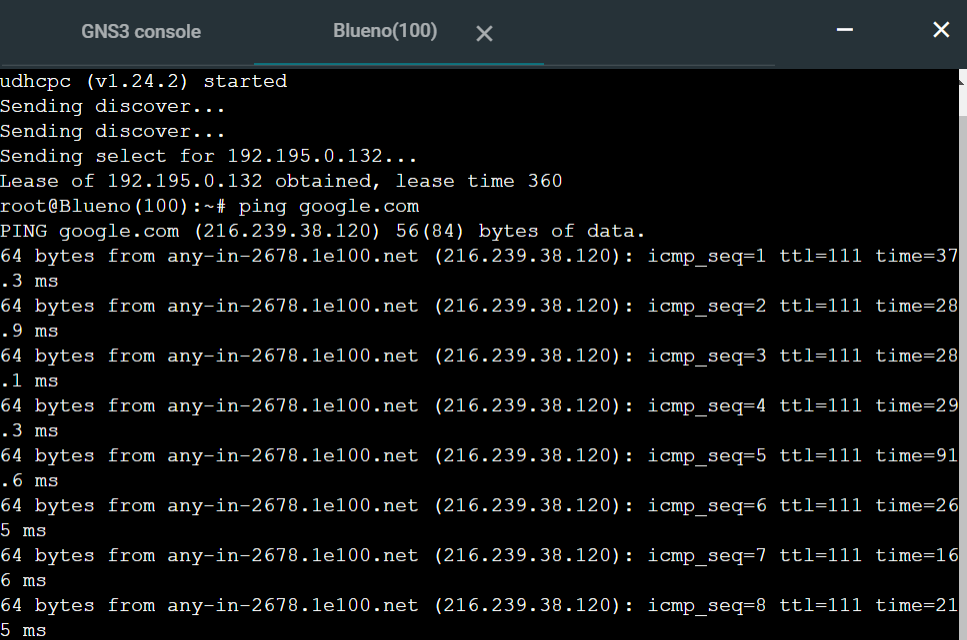 GNS3 console
Blueno(100)
udhcpc (v1.24.2) started
Sending discover...
Sending discover...
Sending select for 192.195.0.132...
Lease of 192.195.0.132 obtained, lease time 360
root@Blueno(100):~# ping google.com
PING google.com (216.239.38.120) 56(84) bytes of data.
64 bytes from any-in-2678.1e100.net (216.239.38.120): icmp_seq=1 ttl=111 time=37
.3 ms
64 bytes from any-in-2678.1e100.net (216.239.38.120): icmp_seq=2 ttl=111 time=28
.9 ms
64 bytes from any-in-2678.1e100.net (216.239.38.120): icmp_seq=3 ttl=111 time=28
.1 ms
64 bytes from any-in-2678.1e100.net (216.239.38.120): icmp_seq=4 ttl=111 time=29
.3 ms
64 bytes from any-in-2678.1e100.net (216.239.38.120): icmp_seq=5 ttl=111 time=91
.6 ms
64 bytes from any-in-2678.1e100.net (216.239.38.120): icmp_seq=6 ttl=111 time=26
5 ms
64 bytes from any-in-2678.1e100.net (216.239.38.120): icmp_seq=7 ttl=111 time=16
6 ms
64 bytes from any-in-2678.1e100.net (216.239.38.120): icmp_seq=8 ttl=111 time=21
5 ms